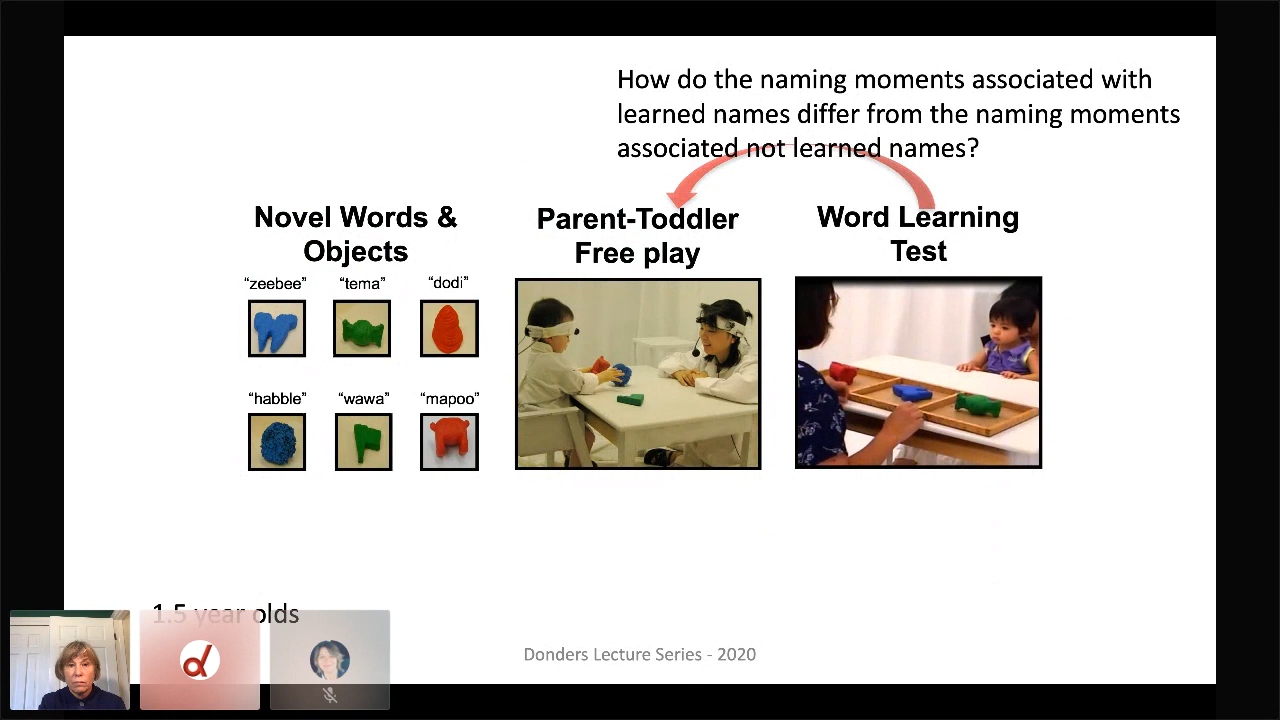 How do the naming moments associated with
learned names differ from the naming moments
associated not learned names?
Novel Words &
Objects
Parent-Toddler
Free play
Word Learning
Test
“zeebee” “tema” “dodi”
“habble” “wawa” “mapoo”
1.5 year olds
Donders Lecture Series - 2020